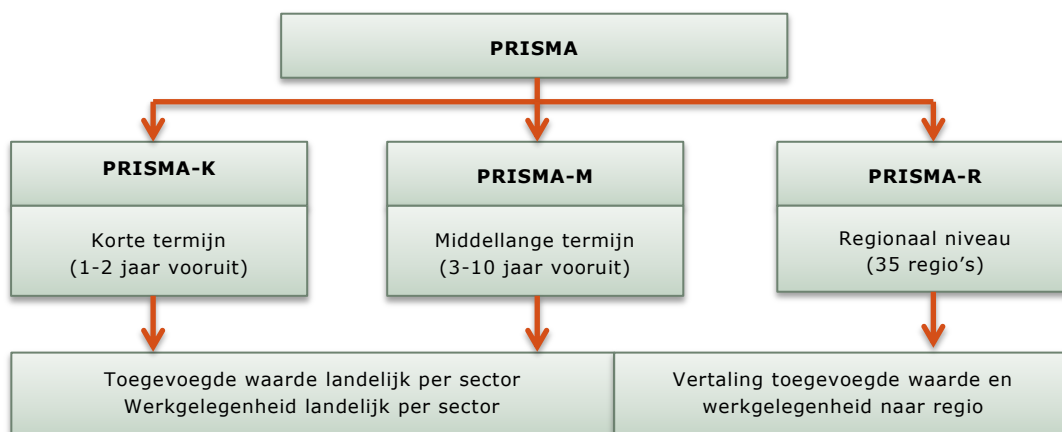 PRISMA
PRISMA-K
Korte termijn
(1-2 jaar vooruit)
PRISMA-M
Middellange termijn
(3-10 jaar vooruit)
PRISMA-R
Regionaal niveau
(35 regio’s)
Toegevoegde waarde landelijk per sector
Werkgelegenheid landelijk per sector
Vertaling toegevoegde waarde en
werkgelegenheid naar regio